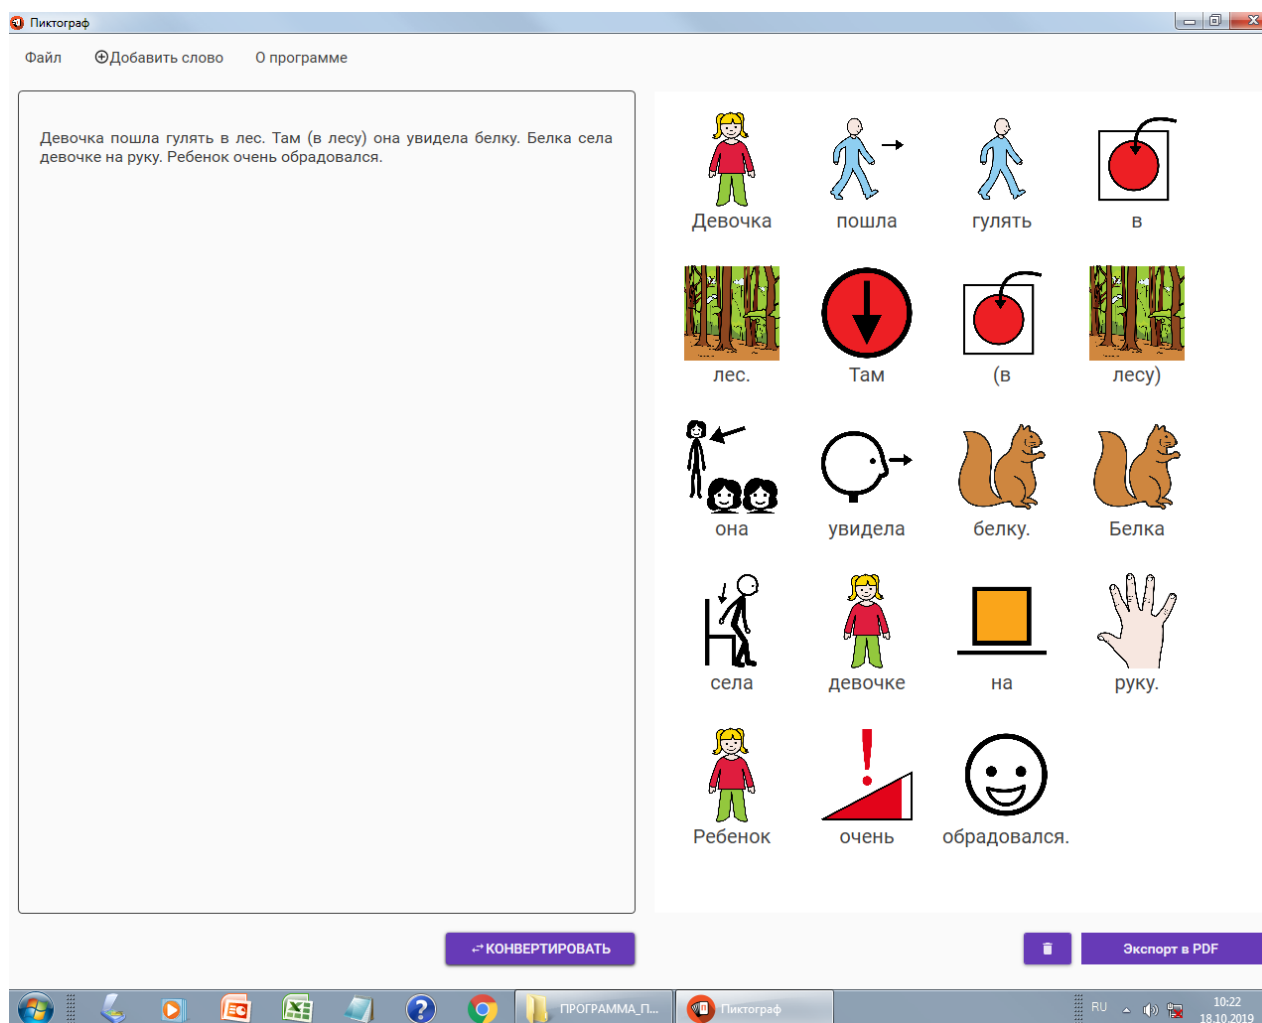 Пиктограф
Файл
Добавить слово
О программе
Девочка пошла гулять в лес. Там (в лесу) она увидела белку. Белка села
девочке на руку. Ребенок очень обрадовался.
Девочка пошла гулять в
лес. Там (в лесу)
она увидела белку. Белка
села девочке на руку.
Ребенок очень обрадовался.
КОНВЕРТИРОВАТЬ
Экспорт в PDF
ПРОГРАММА_П...
Пиктограф
RU
10:22
18.10.2019